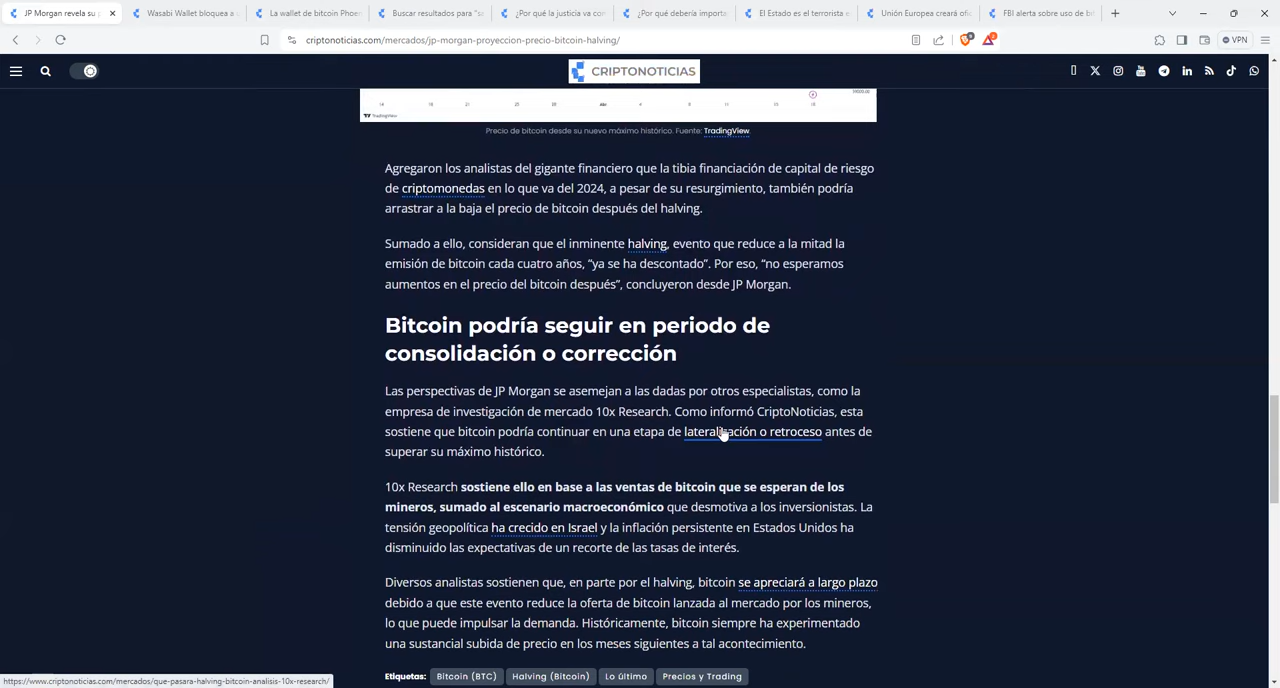 JP Morgan revela su p
Wasabi Wallet bloquea a
La wallet de bitcoin Phoen
Buscar resultados para "se
¿Por qué la justicia va con
¿Por qué debería importa
El Estado es el terrorista e
Unión Europea creará ofic
FBI alerta sobre uso de bit
criptonoticias.com/mercados/jp-morgan-proyeccion-precio-bitcoin-halving/
VPN
CRIPTONOTICIAS
TradingView
Precio de bitcoin desde su nuevo máximo histórico. Fuente: TradingView.
Agregaron los analistas del gigante financiero que la tibia financiación de capital de riesgo
de criptomonedas en lo que va del 2024, a pesar de su resurgimiento, también podría
arrastrar a la baja el precio de bitcoin después del halving.
Sumado a ello, consideran que el inminente halving, evento que reduce a la mitad la
emisión de bitcoin cada cuatro años, “ya se ha descontado”. Por eso, “no esperamos
aumentos en el precio del bitcoin después”, concluyeron desde JP Morgan.
Bitcoin podría seguir en periodo de
consolidación o corrección
Las perspectivas de JP Morgan se asemejan a las dadas por otros especialistas, como la
empresa de investigación de mercado 10x Research. Como informó CriptoNoticias, esta
sostiene que bitcoin podría continuar en una etapa de lateralización o retroceso antes de
superar su máximo histórico.
10x Research sostiene ello en base a las ventas de bitcoin que se esperan de los
mineros, sumado al escenario macroeconómico que desmotiva a los inversionistas. La
tensión geopolítica ha crecido en Israel y la inflación persistente en Estados Unidos ha
disminuido las expectativas de un recorte de las tasas de interés.
Diversos analistas sostienen que, en parte por el halving, bitcoin se apreciará a largo plazo
debido a que este evento reduce la oferta de bitcoin lanzada al mercado por los mineros,
lo que puede impulsar la demanda. Históricamente, bitcoin siempre ha experimentado
una sustancial subida de precio en los meses siguientes a tal acontecimiento.
Etiquetas: Bitcoin (BTC) Halving (Bitcoin) Lo último Precios y Trading
https://www.criptonoticias.com/mercados/que-pasara-halving-bitcoin-analisis-10x-research/